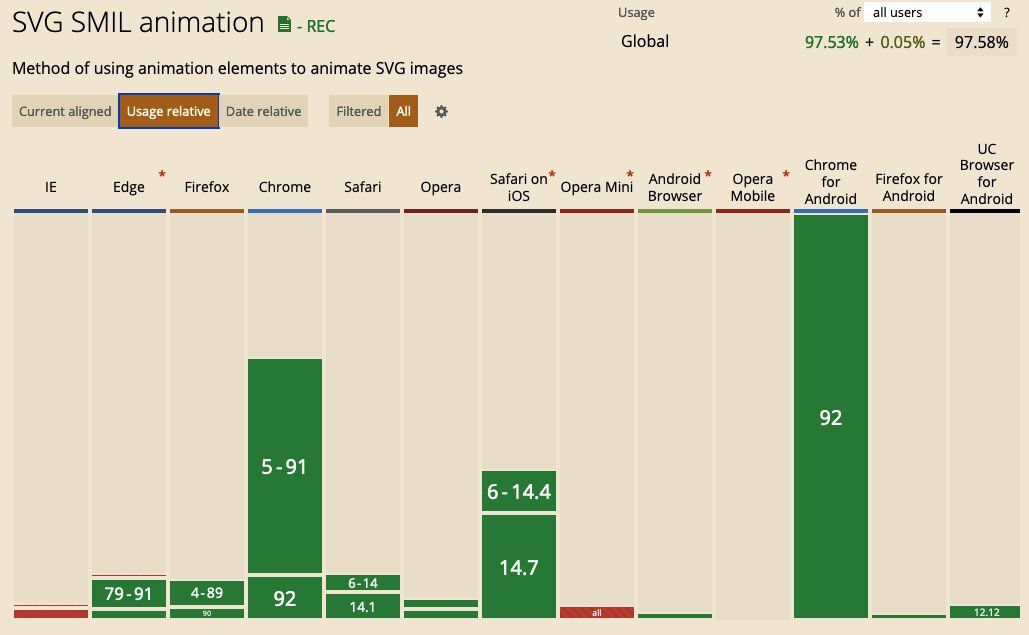 SVG SMIL animation - REC
Usage % of all users ?
Global 97.53% + 0.05% = 97.58%
Method of using animation elements to animate SVG images
Current aligned Usage relative Date relative Filtered All
IE
Edge *
Firefox
Chrome
Safari
Opera
Safari on *
iOS
Opera Mini *
Android *
Browser
Opera *
Mobile
Chrome
for
Android
Firefox for
Android
UC
Browser
for
Android
79-91
4-89
90
5-91
92
6-14
14.1
6-14.4
14.7
all
92
12.12